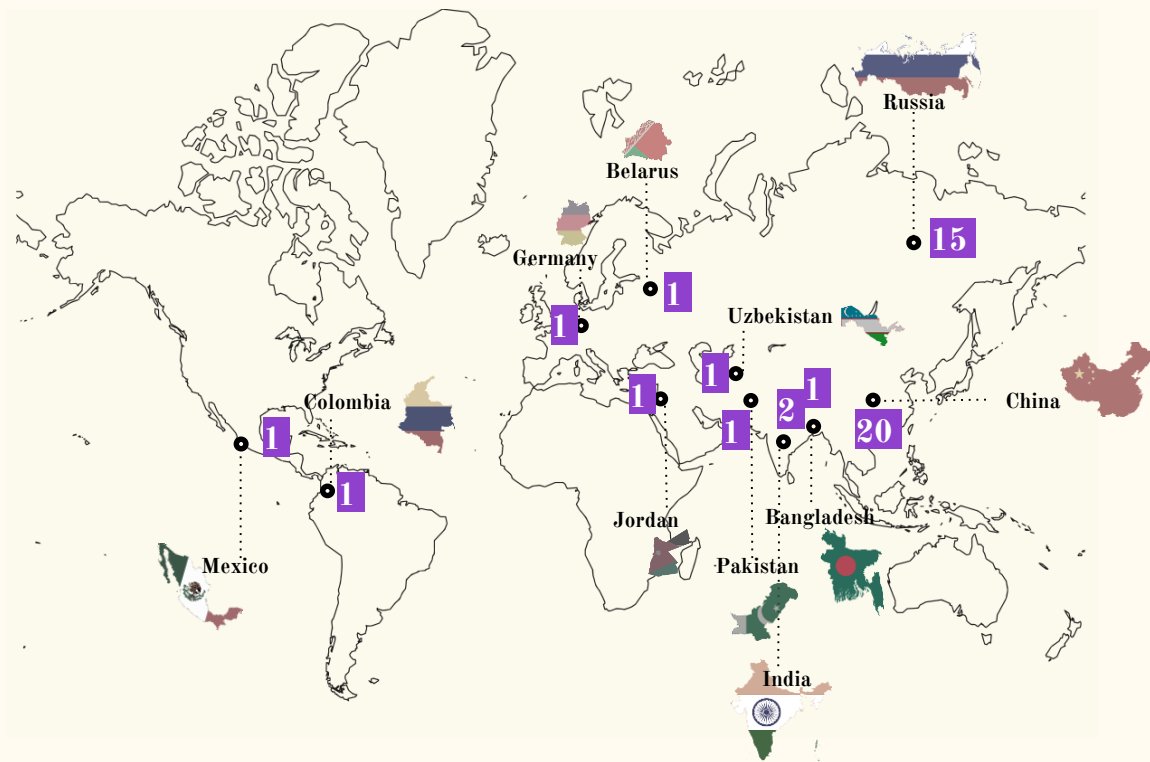 Russia
Belarus
15
Germany
1
Uzbekistan
1
1
1
1
2
Colombia
China
1
1
20
1
Jordan
Bangladesh
Mexico
Pakistan
India